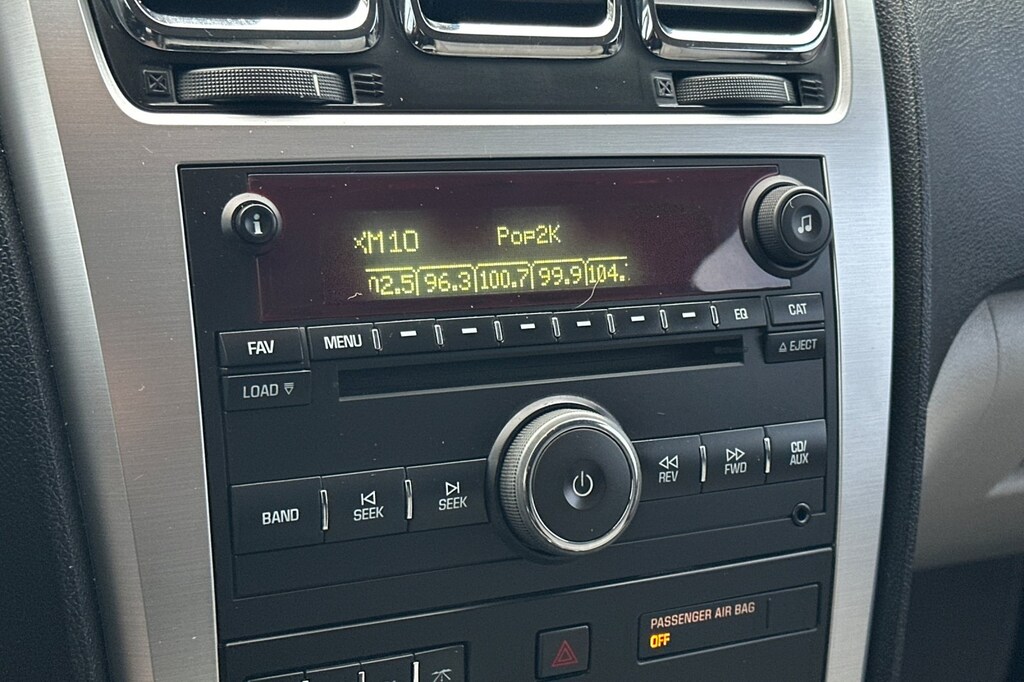 i
XM10 Pop2K
02.5 96.3 100.7 99.9 104.
FAV MENU EQ CAT
LOAD EJECT
BAND SEEK SEEK REV FWD CD/AUX
PASSENGER AIR BAG
OFF